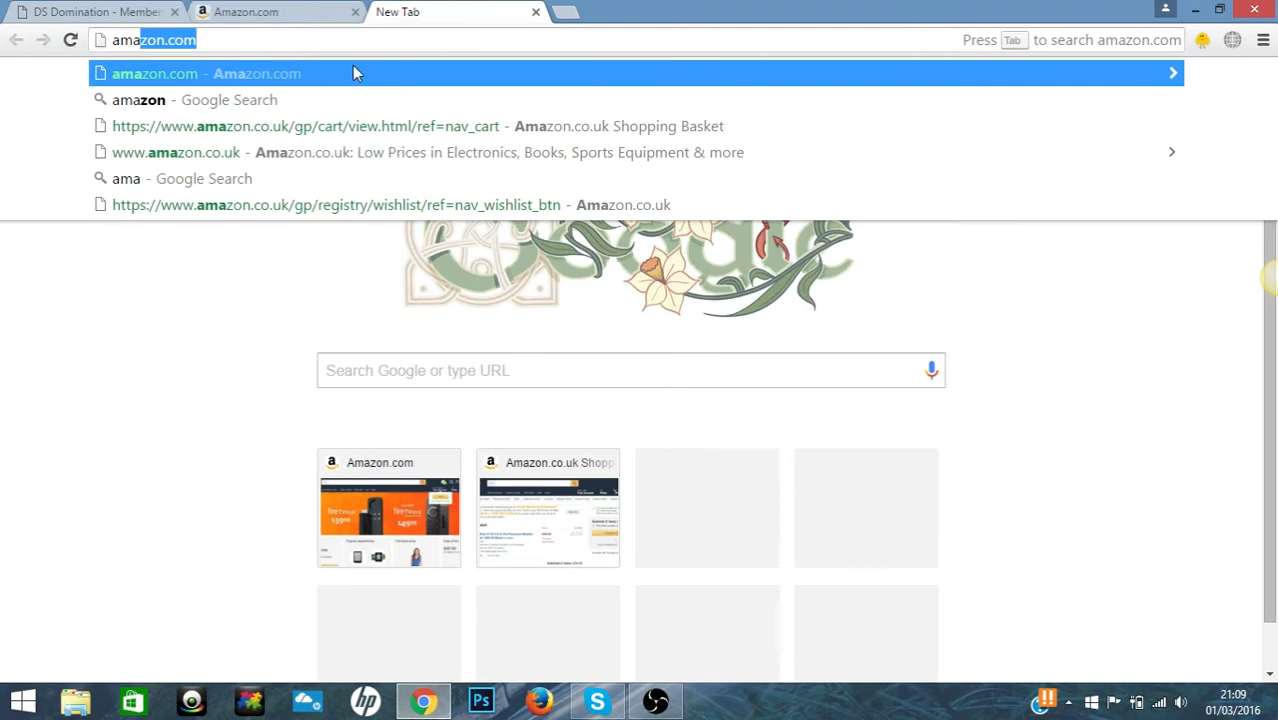 DS Domination - Member
Amazon.com
New Tab
amazon.com
Press Tab to search amazon.com
amazon.com - Amazon.com
amazon - Google Search
https://www.amazon.co.uk/gp/cart/view.html/ref=nav_cart - Amazon.co.uk Shopping Basket
www.amazon.co.uk - Amazon.co.uk: Low Prices in Electronics, Books, Sports Equipment & more
ama - Google Search
https://www.amazon.co.uk/gp/registry/wishlist/ref=nav_wishlist_btn - Amazon.co.uk
Google
Search Google or type URL
Amazon.com
Amazon.co.uk Shopp
hp
Ps
21:09
01/03/2016